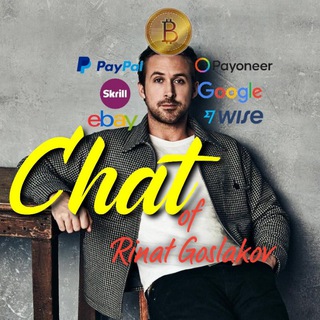 B
PayPal Payoneer
Skrill Google
ebay WISE
Chat
of
Rinat Goslakov